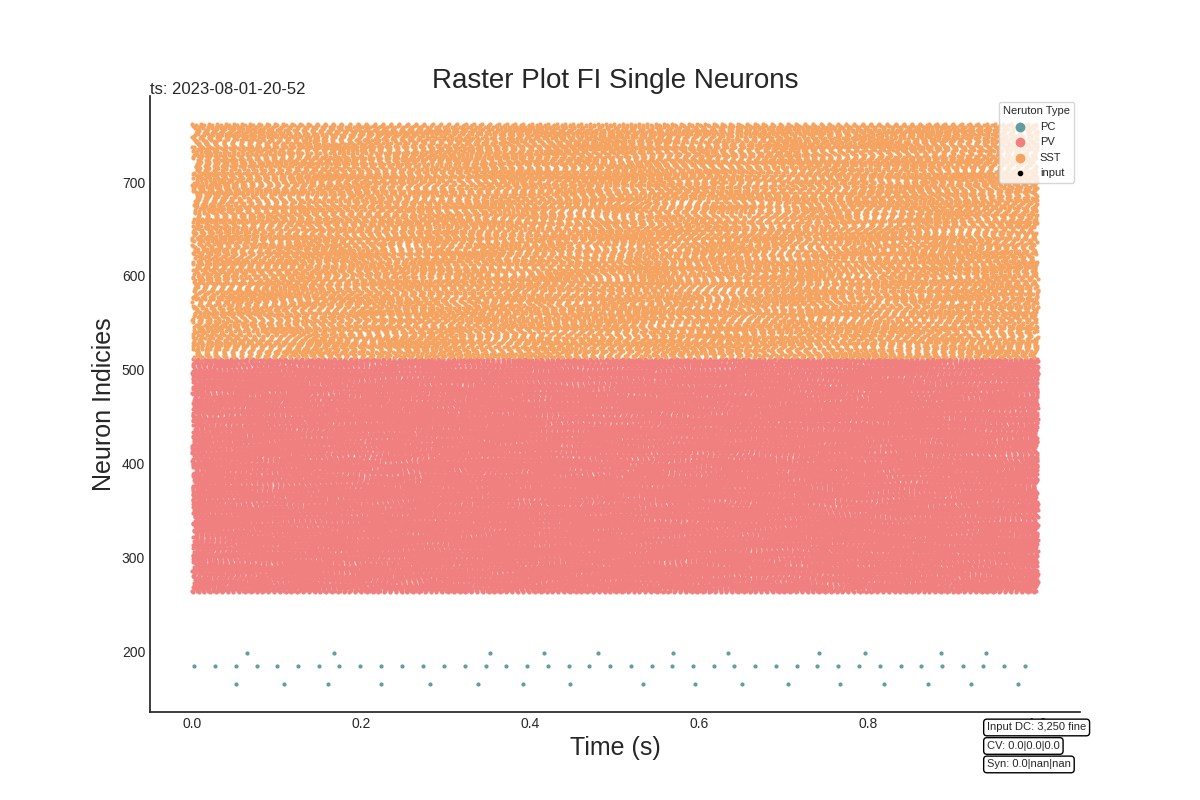 Raster Plot FI Single Neurons
ts: 2023-08-01-20-52
Neruton Type
PC
PV
SST
input
Neuron Indicies
700
600
500
400
300
200
0.0 0.2 0.4 0.6 0.8
Time (s)
Input DC: 3,250 fine
CV: 0.0|0.0|0.0
Syn: 0.0|nan|nan